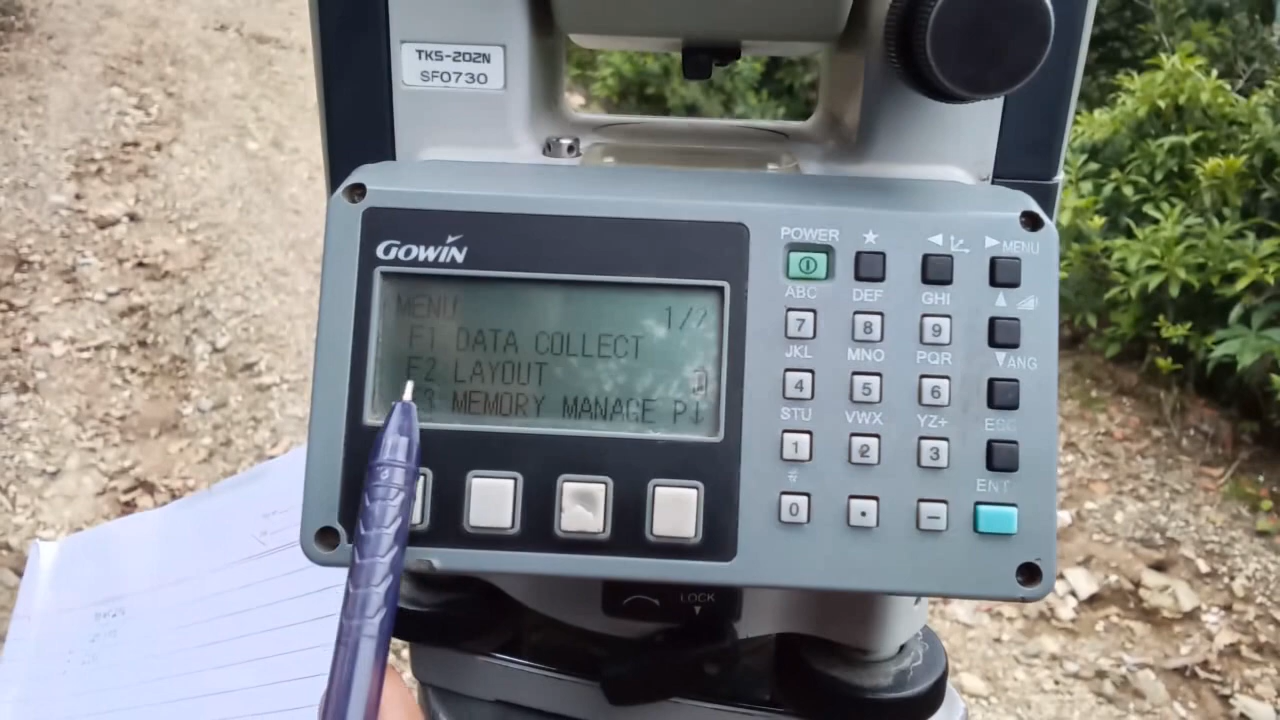 TKS-202N
SF0730
GOWIN
MENU 1/2
F1 DATA COLLECT
F2 LAYOUT
3 MEMORY MANAGE P↓
POWER ★ ◄ ► MENU
ABC DEF GHI ▲
7 8 9
JKL MNO PQR ▼ANG
4 5 6
STU VWX YZ+ ESC
1 2 3
# ENT
0 . –
LOCK
▼